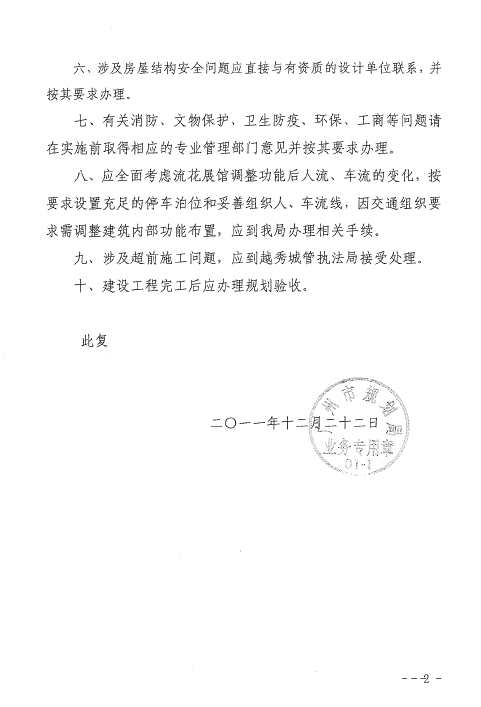 六、涉及房屋结构安全问题应直接与有资质的设计单位联系，并
按其要求办理。
七、有关消防、文物保护、卫生防疫、环保、工商等问题请
在实施前取得相应的专业管理部门意见并按其要求办理。
八、应全面考虑流花展馆调整功能后人流、车流的变化，按
要求设置充足的停车泊位和妥善组织人、车流线，因交通组织要
求需调整建筑内部功能布置，应到我局办理相关手续。
九、涉及超前施工问题，应到越秀城管执法局接受处理。
十、建设工程完工后应办理规划验收。
此复
二〇一一年十二月二十二日
广州市规划局
业务专用章
01-1
---2-